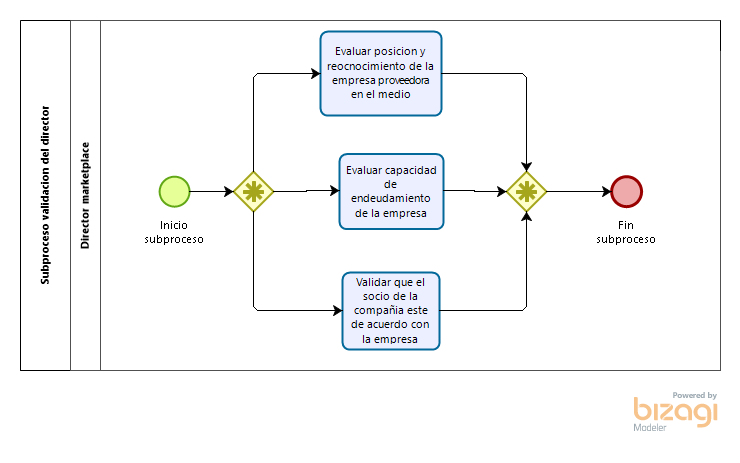 Subproceso validacion del director
Director marketplace
Evaluar posicion y
reocnocimiento de la
empresa proveedora
en el medio
Evaluar capacidad
de
endeudamiento
de la empresa
Inicio
subproceso
Fin
subproceso
Validar que el
socio de la
compañia este
de acuerdo con
la empresa
Powered by
bizagi
Modeler